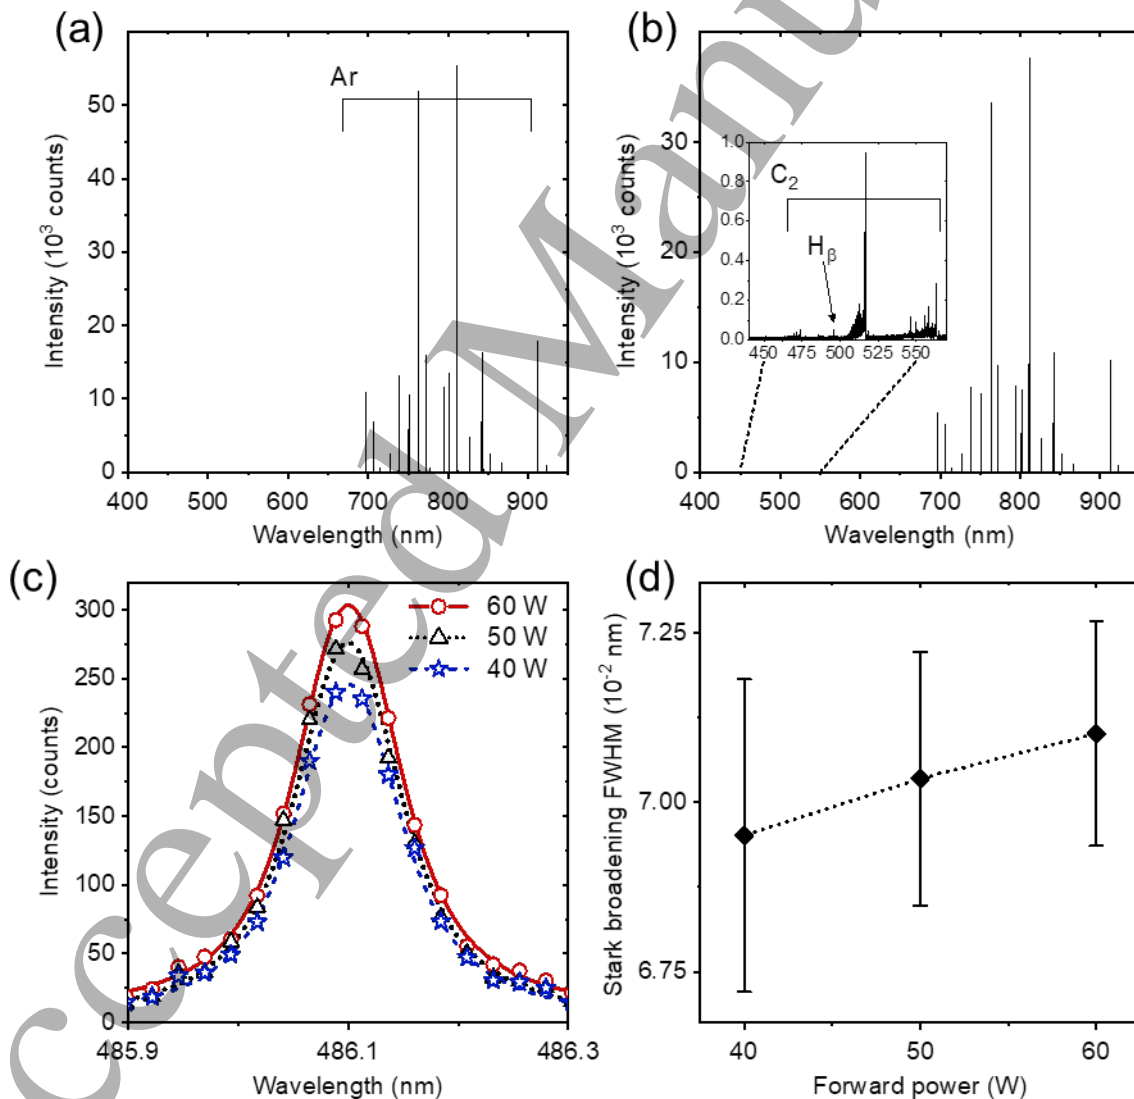 (a)
Ar
Intensity (10³ counts)
50
40
30
20
10
0
400 500 600 700 800 900
Wavelength (nm)
(b)
Intensity (10³ counts)
30
20
10
0
1.0
0.8
0.6
0.4
0.2
0.0
C₂
Hᵦ
450 475 500 525 550
400 500 600 700 800 900
Wavelength (nm)
(c)
Intensity (counts)
300
250
200
150
100
50
0
60 W
50 W
40 W
485.9 486.1 486.3
Wavelength (nm)
(d)
Stark broadening FWHM (10⁻² nm)
7.25
7.00
6.75
40 50 60
Forward power (W)
ccepted Manu